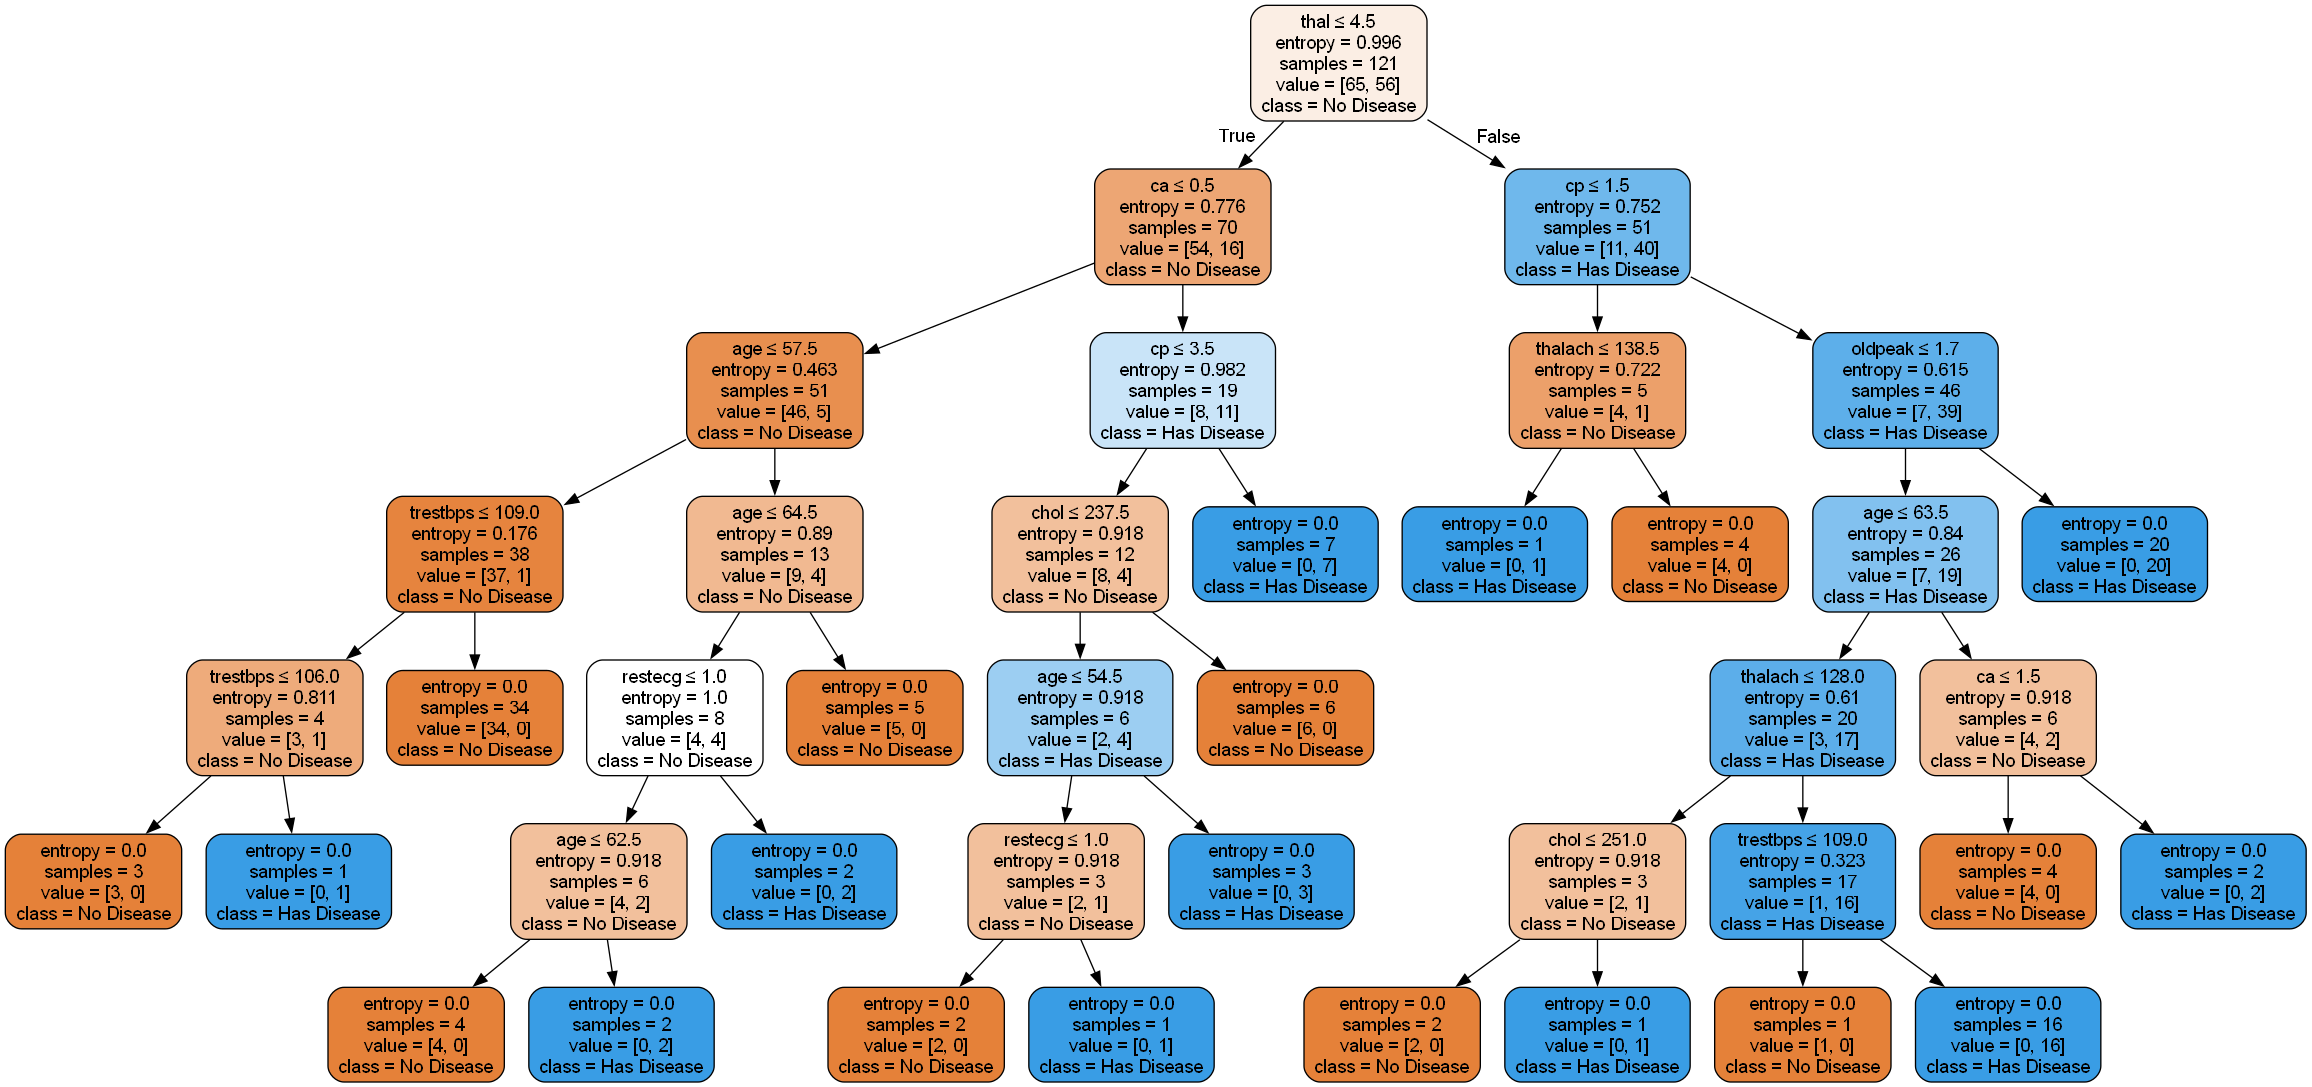 thal ≤ 4.5
entropy = 0.996
samples = 121
value = [65, 56]
class = No Disease
True
False
ca ≤ 0.5
entropy = 0.776
samples = 70
value = [54, 16]
class = No Disease
cp ≤ 1.5
entropy = 0.752
samples = 51
value = [11, 40]
class = Has Disease
age ≤ 57.5
entropy = 0.463
samples = 51
value = [46, 5]
class = No Disease
cp ≤ 3.5
entropy = 0.982
samples = 19
value = [8, 11]
class = Has Disease
thalach ≤ 138.5
entropy = 0.722
samples = 5
value = [4, 1]
class = No Disease
oldpeak ≤ 1.7
entropy = 0.615
samples = 46
value = [7, 39]
class = Has Disease
trestbps ≤ 109.0
entropy = 0.176
samples = 38
value = [37, 1]
class = No Disease
age ≤ 64.5
entropy = 0.89
samples = 13
value = [9, 4]
class = No Disease
chol ≤ 237.5
entropy = 0.918
samples = 12
value = [8, 4]
class = No Disease
entropy = 0.0
samples = 7
value = [0, 7]
class = Has Disease
entropy = 0.0
samples = 1
value = [0, 1]
class = Has Disease
entropy = 0.0
samples = 4
value = [4, 0]
class = No Disease
age ≤ 63.5
entropy = 0.84
samples = 26
value = [7, 19]
class = Has Disease
entropy = 0.0
samples = 20
value = [0, 20]
class = Has Disease
trestbps ≤ 106.0
entropy = 0.811
samples = 4
value = [3, 1]
class = No Disease
entropy = 0.0
samples = 34
value = [34, 0]
class = No Disease
restecg ≤ 1.0
entropy = 1.0
samples = 8
value = [4, 4]
class = No Disease
entropy = 0.0
samples = 5
value = [5, 0]
class = No Disease
age ≤ 54.5
entropy = 0.918
samples = 6
value = [2, 4]
class = Has Disease
entropy = 0.0
samples = 6
value = [6, 0]
class = No Disease
thalach ≤ 128.0
entropy = 0.61
samples = 20
value = [3, 17]
class = Has Disease
ca ≤ 1.5
entropy = 0.918
samples = 6
value = [4, 2]
class = No Disease
entropy = 0.0
samples = 3
value = [3, 0]
class = No Disease
entropy = 0.0
samples = 1
value = [0, 1]
class = Has Disease
age ≤ 62.5
entropy = 0.918
samples = 6
value = [4, 2]
class = No Disease
entropy = 0.0
samples = 2
value = [0, 2]
class = Has Disease
restecg ≤ 1.0
entropy = 0.918
samples = 3
value = [2, 1]
class = No Disease
entropy = 0.0
samples = 3
value = [0, 3]
class = Has Disease
chol ≤ 251.0
entropy = 0.918
samples = 3
value = [2, 1]
class = No Disease
trestbps ≤ 109.0
entropy = 0.323
samples = 17
value = [1, 16]
class = Has Disease
entropy = 0.0
samples = 4
value = [4, 0]
class = No Disease
entropy = 0.0
samples = 2
value = [0, 2]
class = Has Disease
entropy = 0.0
samples = 4
value = [4, 0]
class = No Disease
entropy = 0.0
samples = 2
value = [0, 2]
class = Has Disease
entropy = 0.0
samples = 2
value = [2, 0]
class = No Disease
entropy = 0.0
samples = 1
value = [0, 1]
class = Has Disease
entropy = 0.0
samples = 2
value = [2, 0]
class = No Disease
entropy = 0.0
samples = 1
value = [0, 1]
class = Has Disease
entropy = 0.0
samples = 1
value = [1, 0]
class = No Disease
entropy = 0.0
samples = 16
value = [0, 16]
class = Has Disease